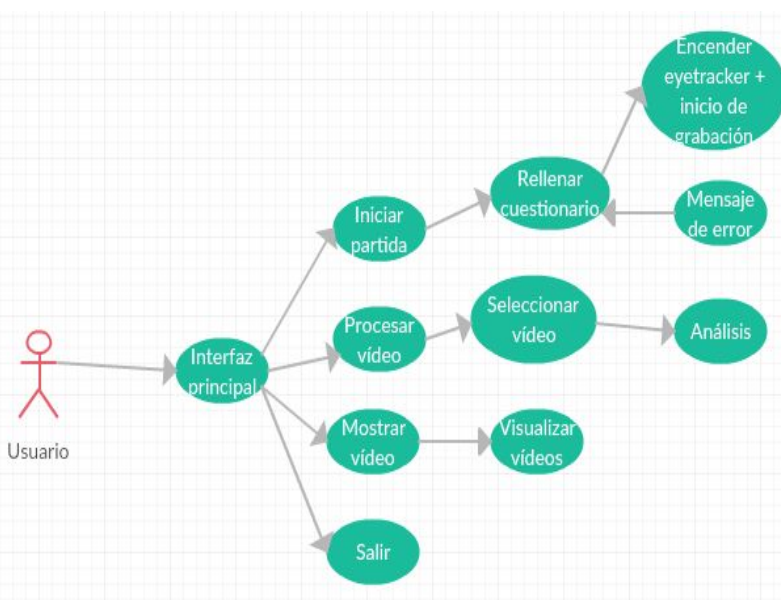 Encender
eyetracker +
inicio de
grabación
Rellenar
cuestionario
Mensaje
de error
Iniciar
partida
Seleccionar
vídeo
Procesar
vídeo
Análisis
Interfaz
principal
Mostrar
vídeo
Visualizar
vídeos
Usuario
Salir